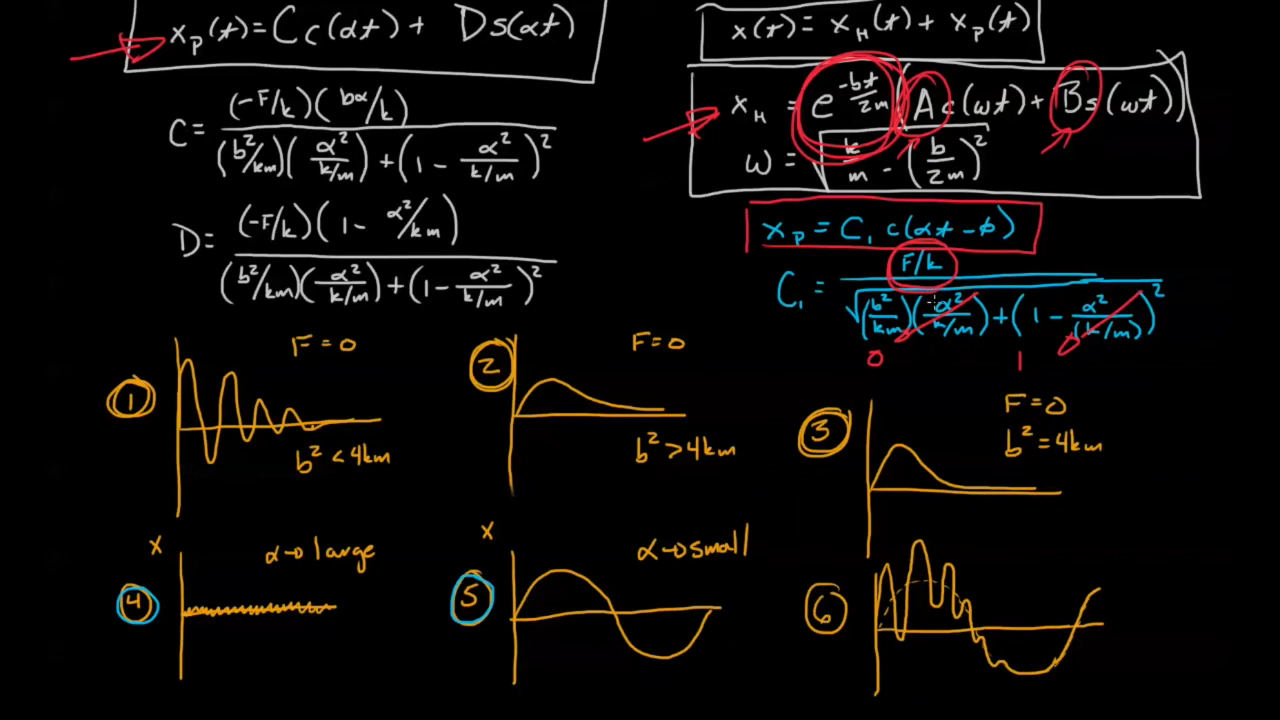 x_P(t) = C c(αt) + D s(αt)
C = (-F/k)(bα/k) / (b²/km)(α²/k/m) + (1 - α²/k/m)²
D = (-F/k)(1 - α²/km) / (b²/km)(α²/k/m) + (1 - α²/k/m)²
x(t) = x_H(t) + x_P(t)
x_H = e^(-bt/2m) (A c(ωt) + B s(ωt))
ω = √(k/m - (b/2m)²)
x_P = C₁ c(αt - φ)
C₁ = F/k / √(b²/km)(α²/k/m) + (1 - α²/(k/m))²
0 1 0
1 F = 0
b² < 4km
2 F = 0
b² > 4km
3 F = 0
b² = 4km
4 x α→large
5 x α→small
6